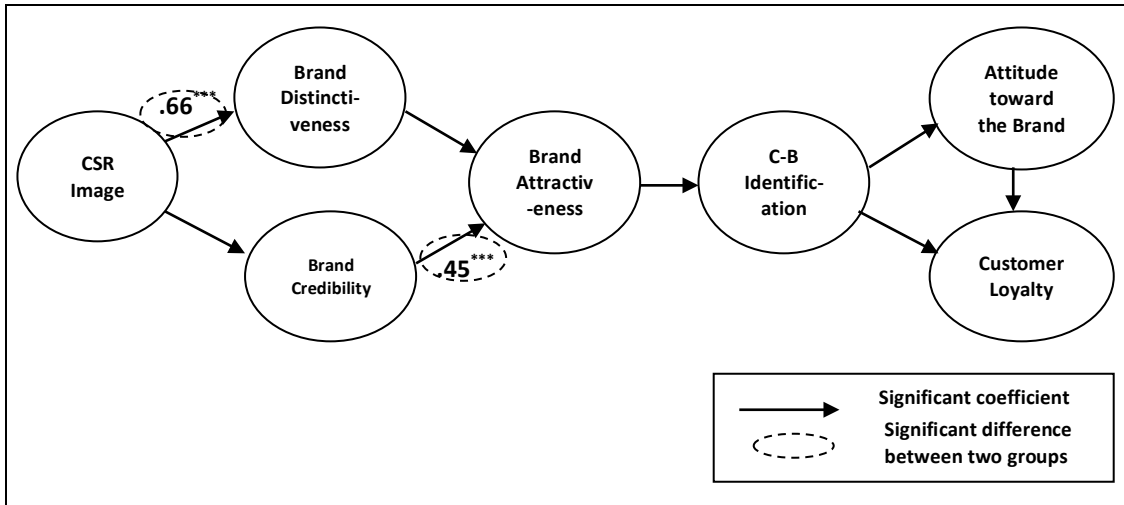 CSR
Image
.66***
Brand
Distincti-
veness
Brand
Credibility
.45***
Brand
Attractiv
-eness
C-B
Identific-
ation
Attitude
toward
the Brand
Customer
Loyalty
Significant coefficient
Significant difference
between two groups